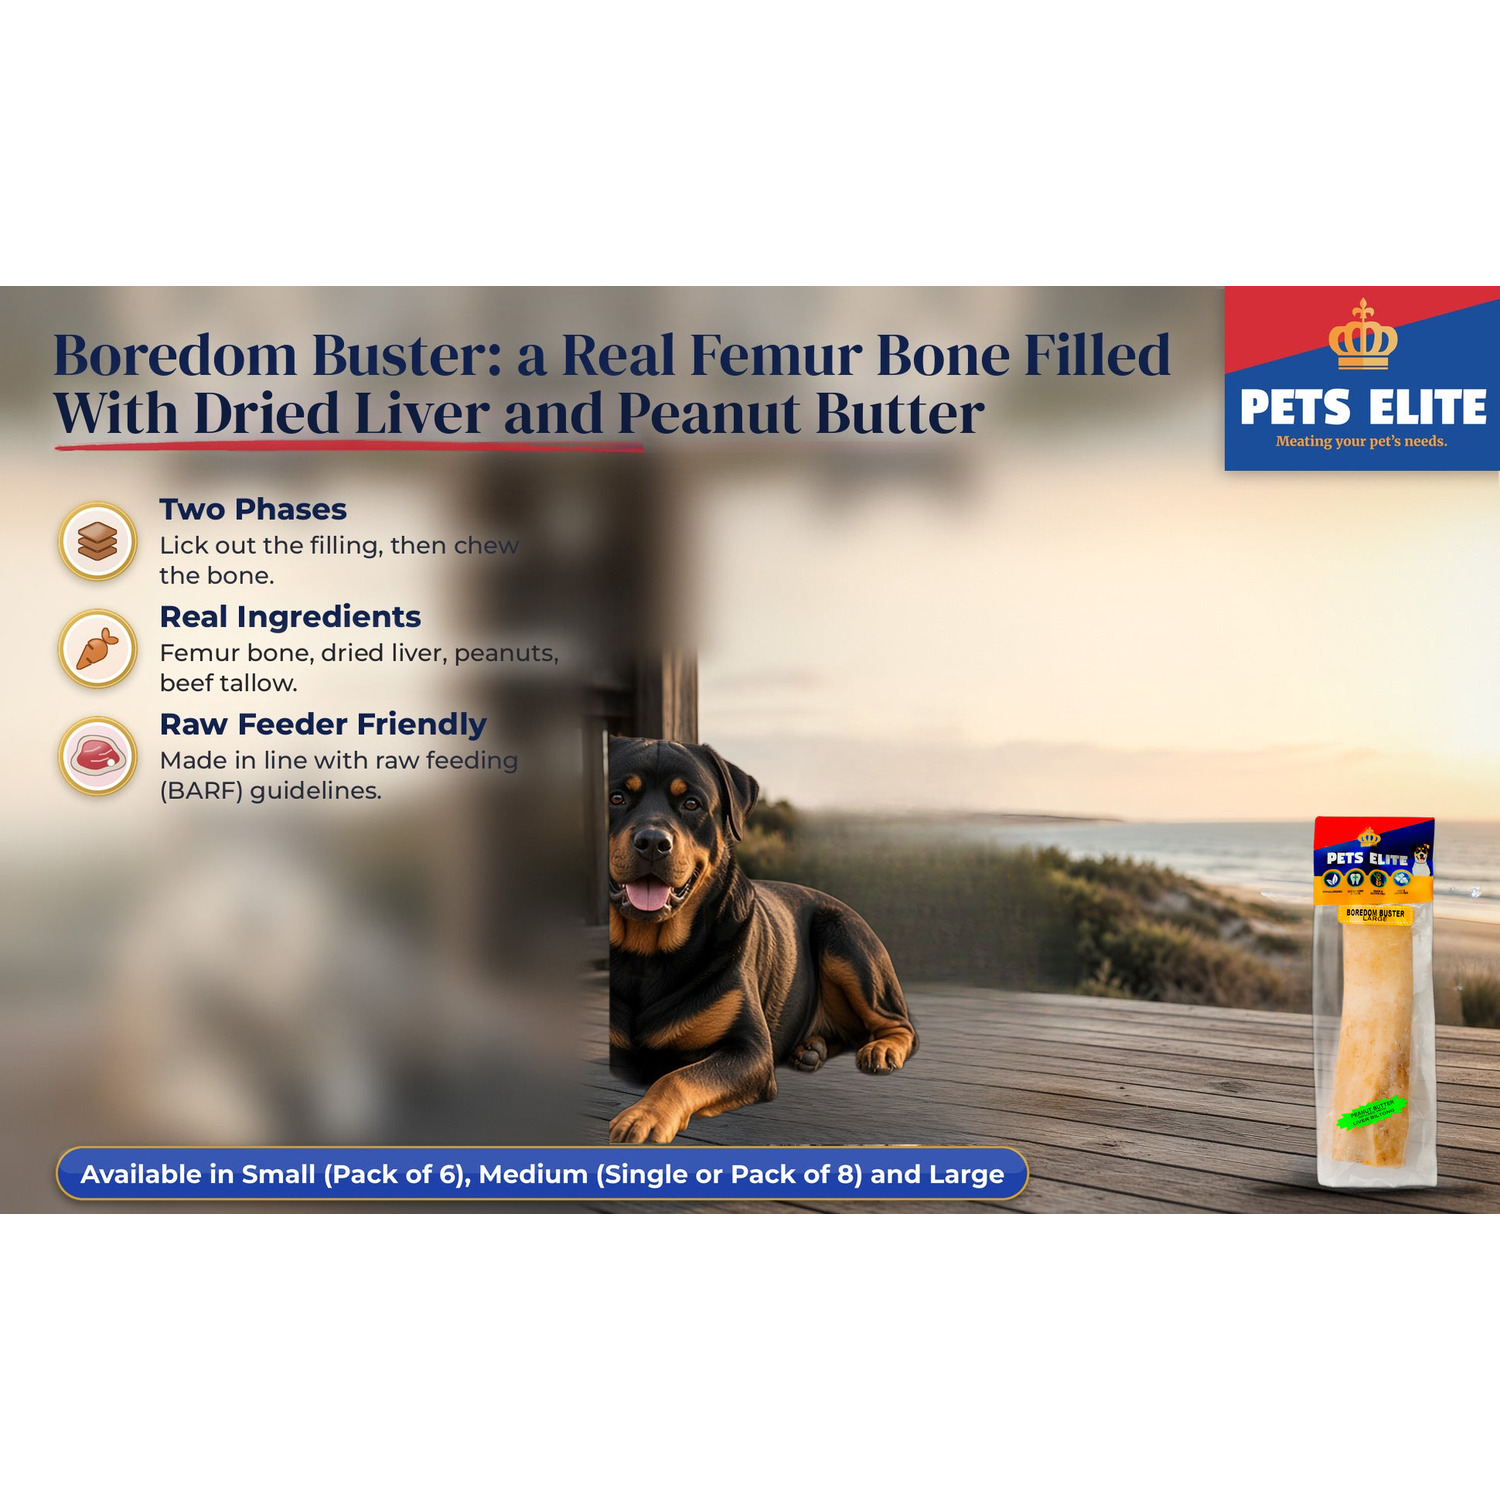 Boredom Buster: a Real Femur Bone Filled
With Dried Liver and Peanut Butter
PETS ELITE
Meating your pet's needs.
Two Phases
Lick out the filling, then chew
the bone.
Real Ingredients
Femur bone, dried liver, peanuts,
beef tallow.
Raw Feeder Friendly
Made in line with raw feeding
(BARF) guidelines.
PETS ELITE
BOREDOM BUSTER
LARGE
PEANUT BUTTER
LIVER BILTONG
Available in Small (Pack of 6), Medium (Single or Pack of 8) and Large